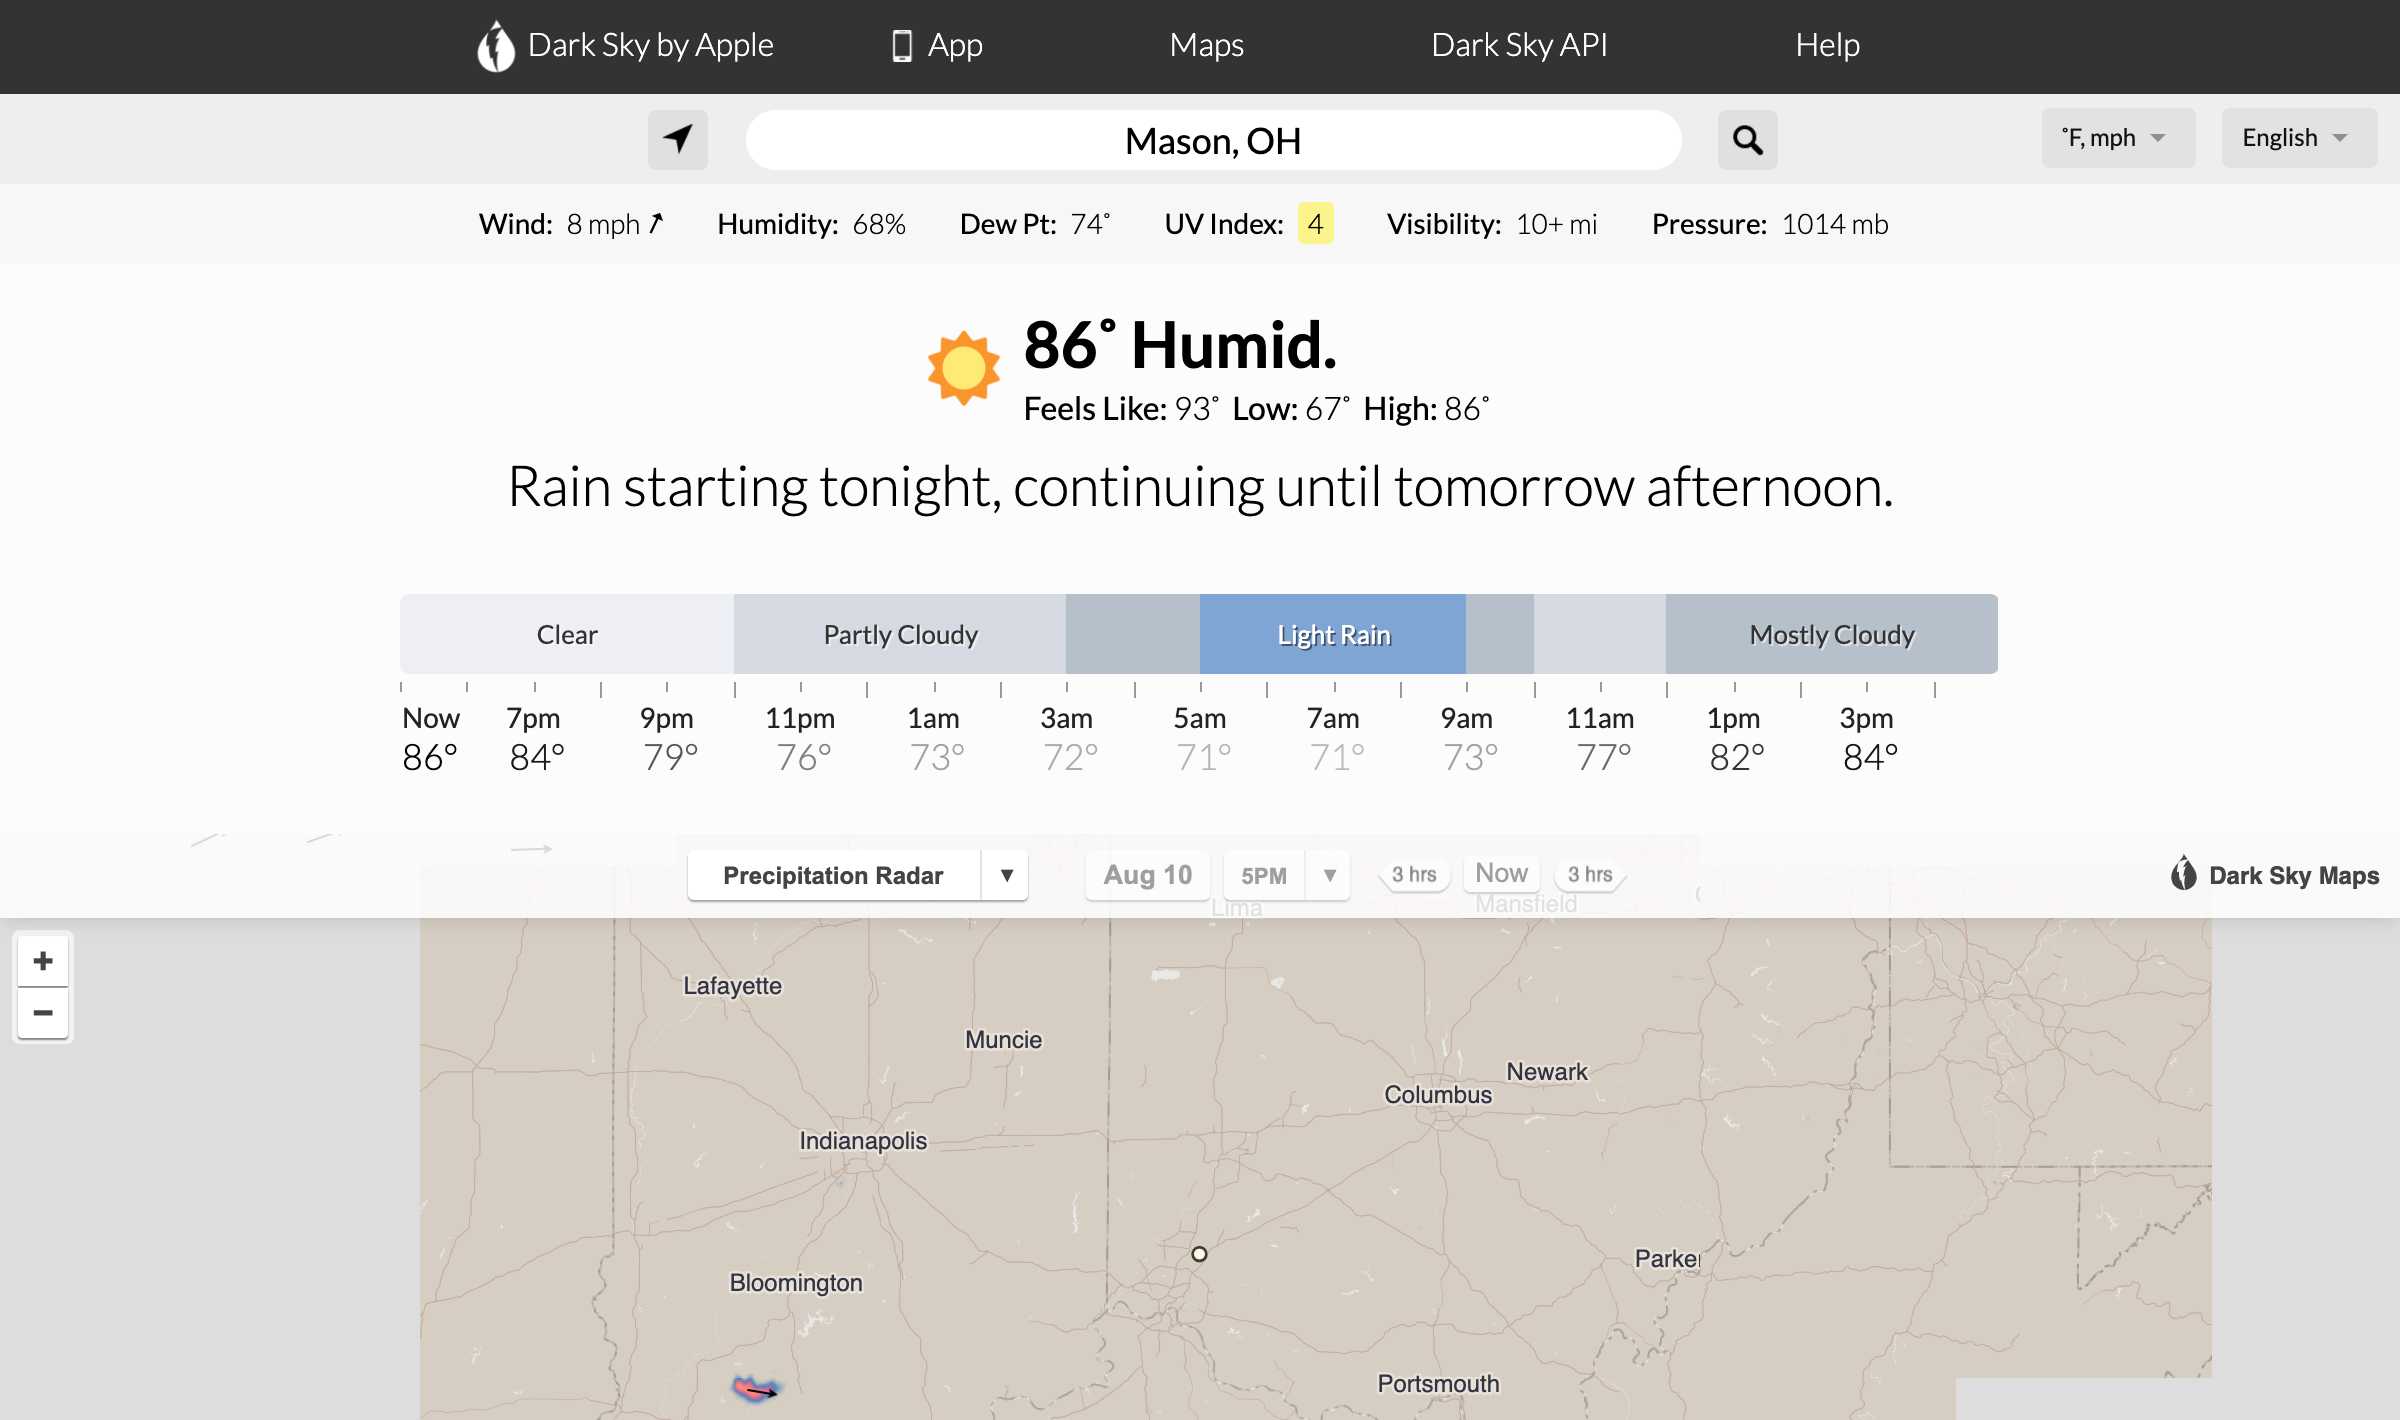 Dark Sky by Apple App Maps Dark Sky API Help
Mason, OH
˚F, mph English
Wind: 8 mph Humidity: 68% Dew Pt: 74˚ UV Index: 4 Visibility: 10+ mi Pressure: 1014 mb
86˚ Humid.
Feels Like: 93˚ Low: 67˚ High: 86˚
Rain starting tonight, continuing until tomorrow afternoon.
Clear Partly Cloudy Light Rain Mostly Cloudy
Now 7pm 9pm 11pm 1am 3am 5am 7am 9am 11am 1pm 3pm
86° 84° 79° 76° 73° 72° 71° 71° 73° 77° 82° 84°
Precipitation Radar ▼ Aug 10 5PM ▼ 3 hrs Now 3 hrs Dark Sky Maps
Lima Mansfield
+
−
Lafayette
Muncie
Newark
Columbus
Indianapolis
Parker
Bloomington
Portsmouth